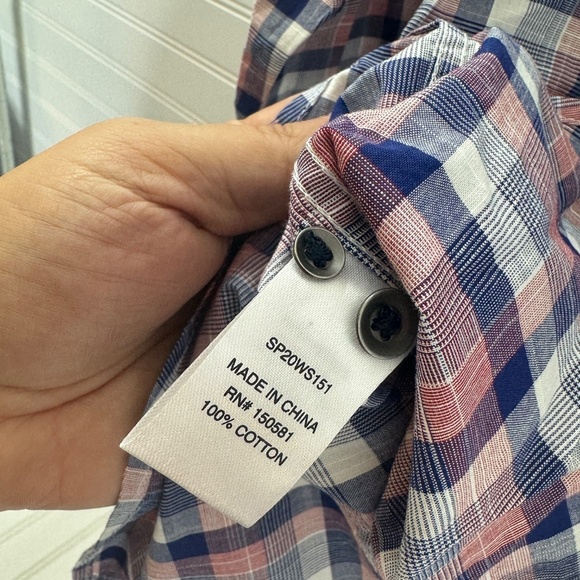 SP20WS151
MADE IN CHINA
RN# 150581
100% COTTON